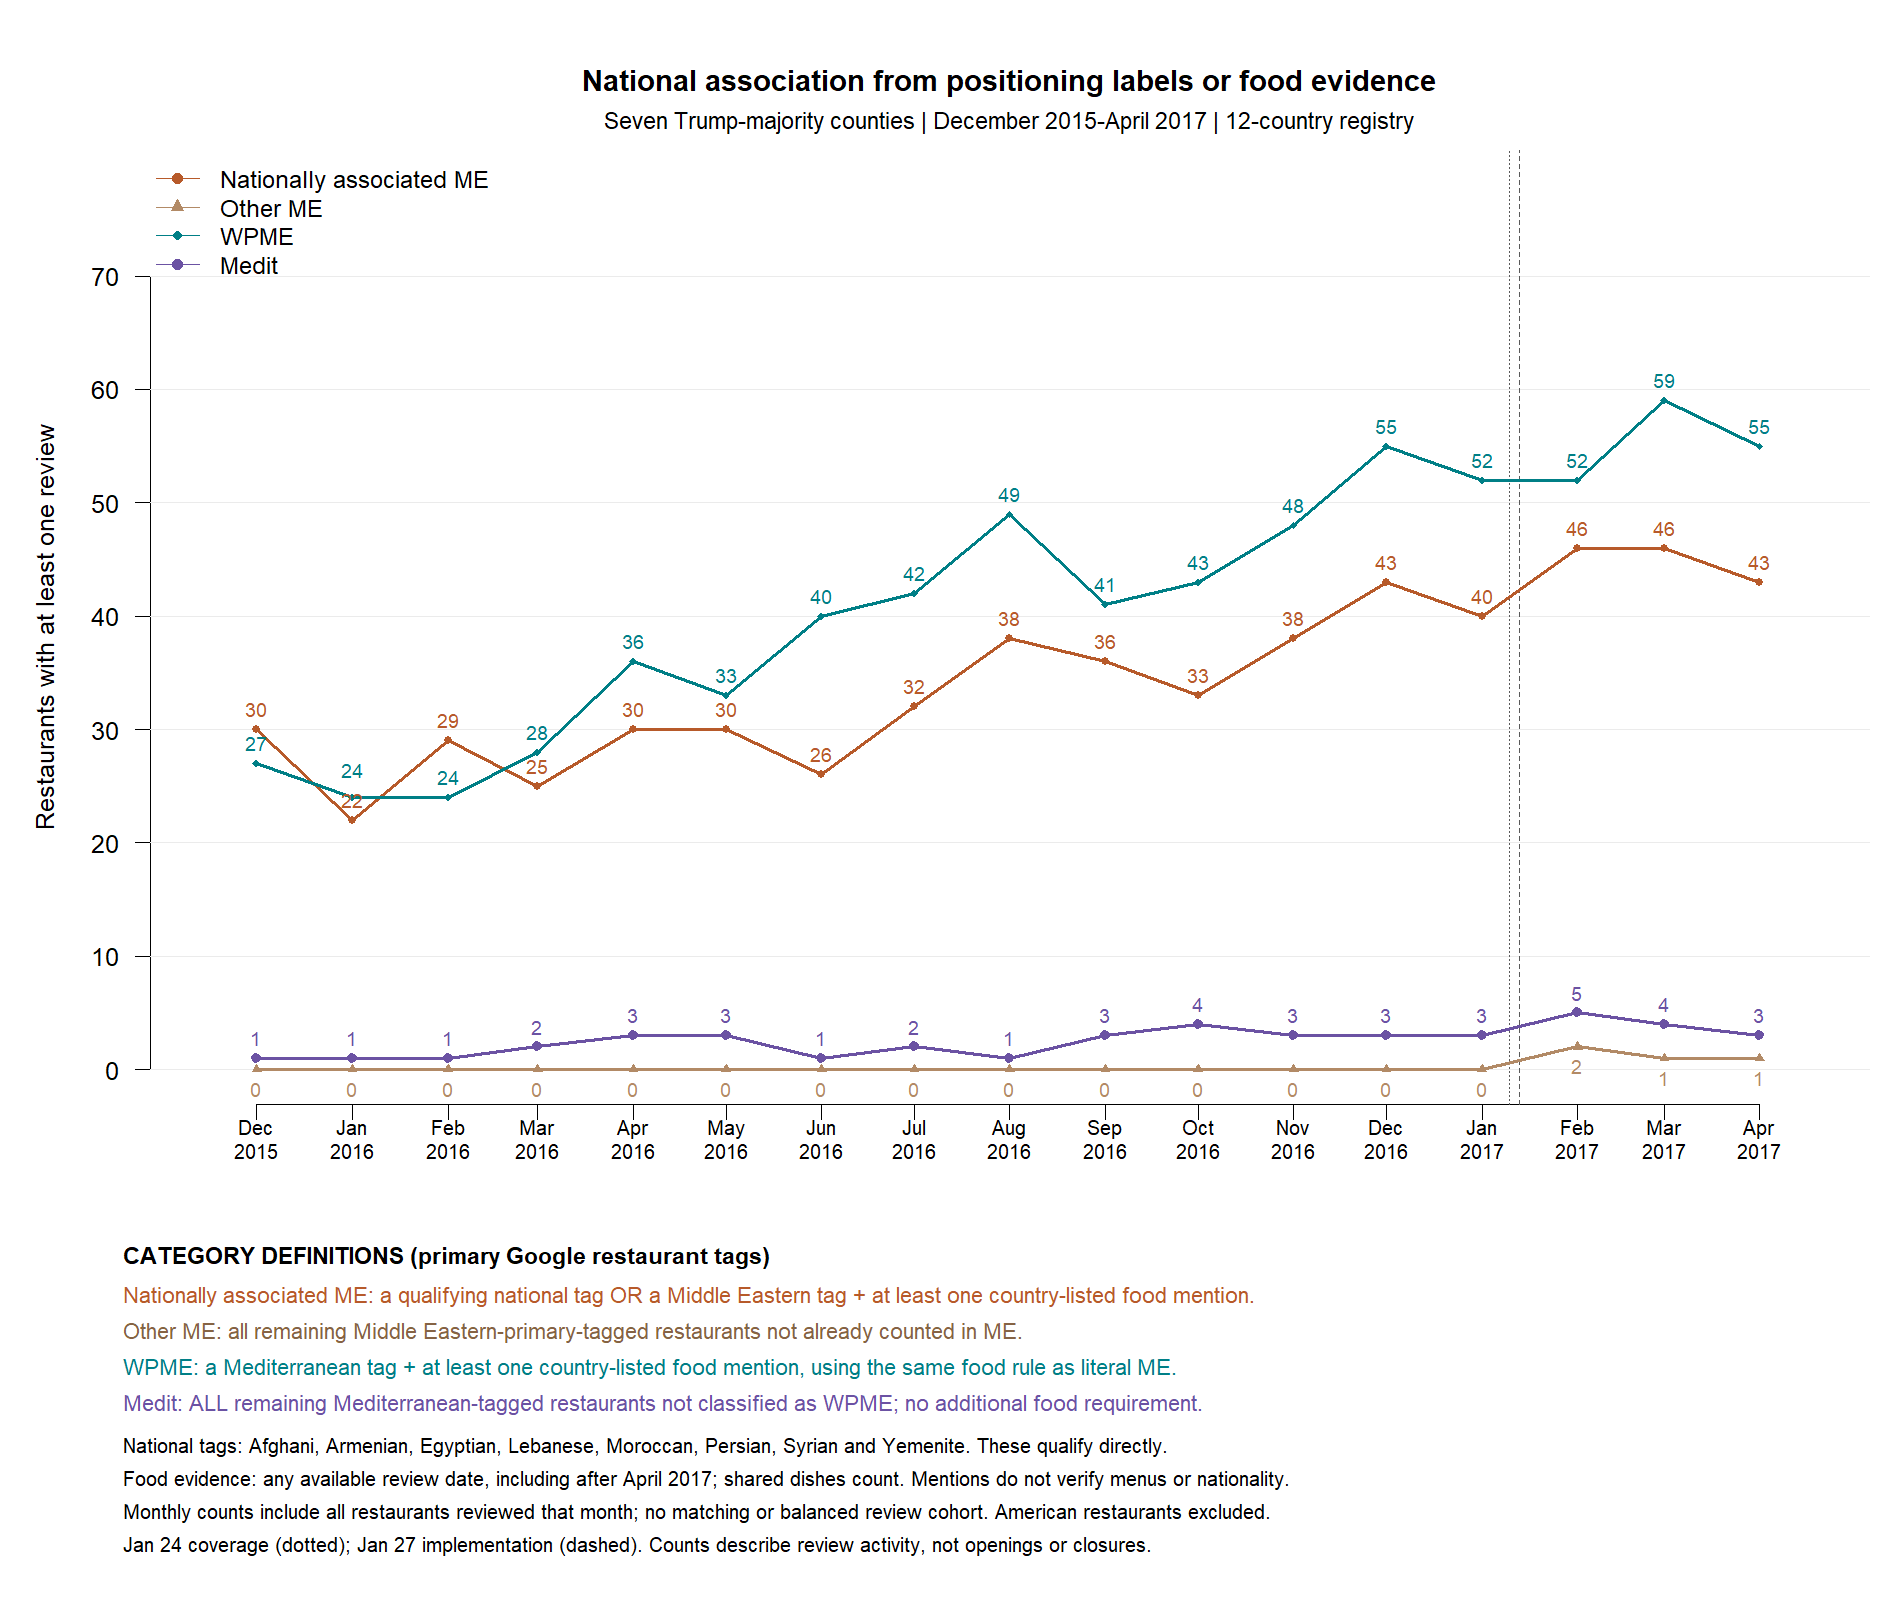 National association from positioning labels or food evidence
Seven Trump-majority counties | December 2015-April 2017 | 12-country registry
Nationally associated ME
Other ME
WPME
Medit
Restaurants with at least one review
70
60
50
40
30
20
10
0
30 22 29 25 30 30 26 32 38 36 33 38 43 40 46 46 43
27 24 24 28 36 33 40 42 49 41 43 48 55 52 52 59 55
1 1 1 2 3 3 1 2 1 3 4 3 3 3 5 4 3
0 0 0 0 0 0 0 0 0 0 0 0 0 0 2 1 1
Dec Jan Feb Mar Apr May Jun Jul Aug Sep Oct Nov Dec Jan Feb Mar Apr
2015 2016 2016 2016 2016 2016 2016 2016 2016 2016 2016 2016 2016 2017 2017 2017 2017
CATEGORY DEFINITIONS (primary Google restaurant tags)
Nationally associated ME: a qualifying national tag OR a Middle Eastern tag + at least one country-listed food mention.
Other ME: all remaining Middle Eastern-primary-tagged restaurants not already counted in ME.
WPME: a Mediterranean tag + at least one country-listed food mention, using the same food rule as literal ME.
Medit: ALL remaining Mediterranean-tagged restaurants not classified as WPME; no additional food requirement.
National tags: Afghani, Armenian, Egyptian, Lebanese, Moroccan, Persian, Syrian and Yemenite. These qualify directly.
Food evidence: any available review date, including after April 2017; shared dishes count. Mentions do not verify menus or nationality.
Monthly counts include all restaurants reviewed that month; no matching or balanced review cohort. American restaurants excluded.
Jan 24 coverage (dotted); Jan 27 implementation (dashed). Counts describe review activity, not openings or closures.